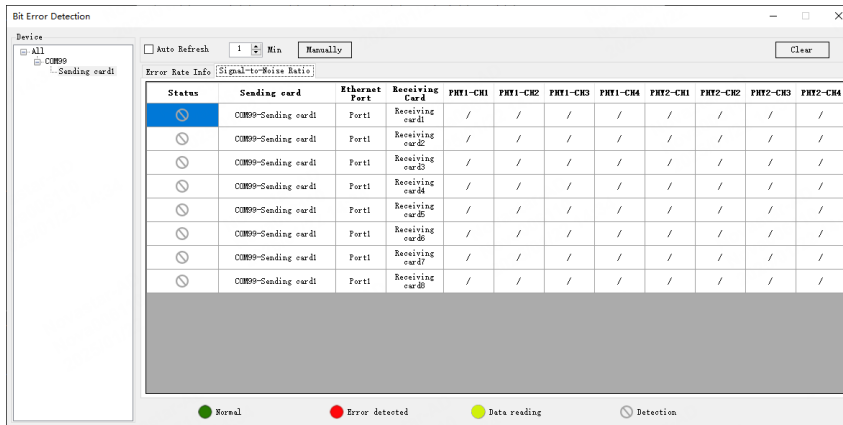 Bit Error Detection
Device
All
COM99
Sending card1
Auto Refresh 1 Min Manually Clear
Error Rate Info Signal-to-Noise Ratio
Status Sending card Ethernet Port Receiving Card PHY1-CH1 PHY1-CH2 PHY1-CH3 PHY1-CH4 PHY2-CH1 PHY2-CH2 PHY2-CH3 PHY2-CH4
COM99-Sending card1 Port1 Receiving card1 / / / / / / / /
COM99-Sending card1 Port1 Receiving card2 / / / / / / / /
COM99-Sending card1 Port1 Receiving card3 / / / / / / / /
COM99-Sending card1 Port1 Receiving card4 / / / / / / / /
COM99-Sending card1 Port1 Receiving card5 / / / / / / / /
COM99-Sending card1 Port1 Receiving card6 / / / / / / / /
COM99-Sending card1 Port1 Receiving card7 / / / / / / / /
COM99-Sending card1 Port1 Receiving card8 / / / / / / / /
Normal Error detected Data reading Detection